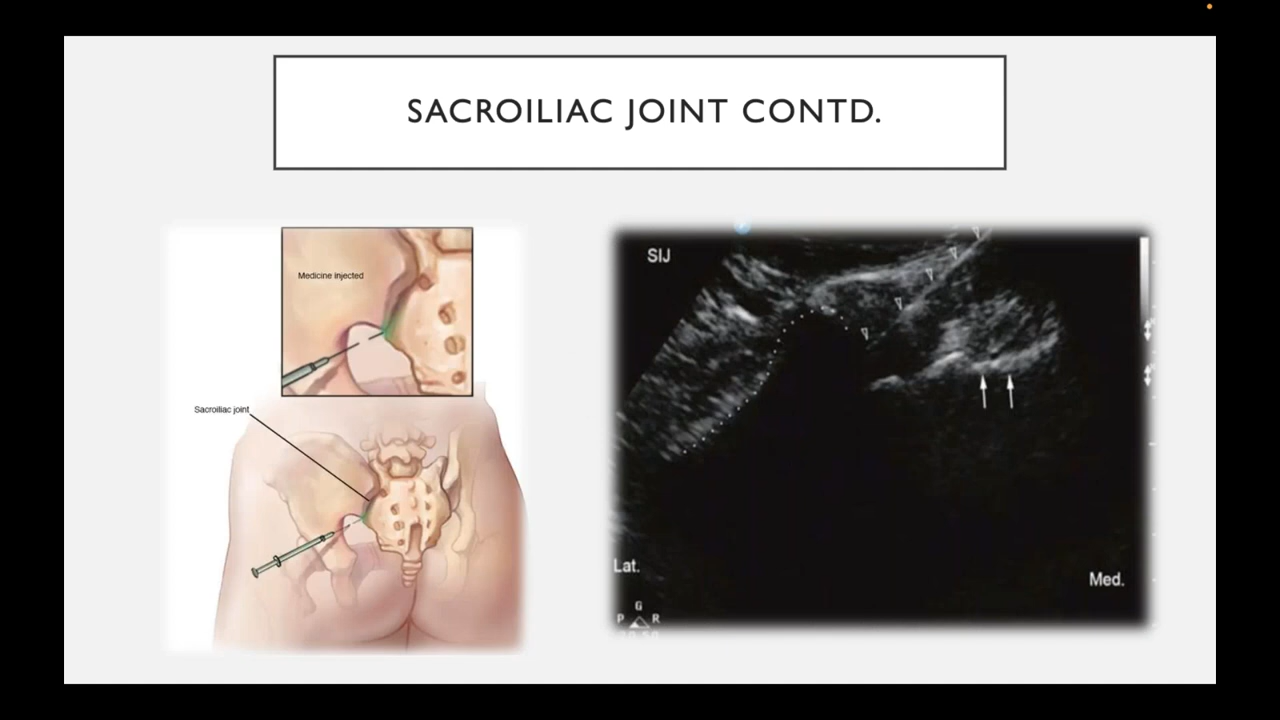 SACROILIAC JOINT CONTD.
Medicine injected
Sacroiliac joint
SIJ
Lat.
Med.
G
P R